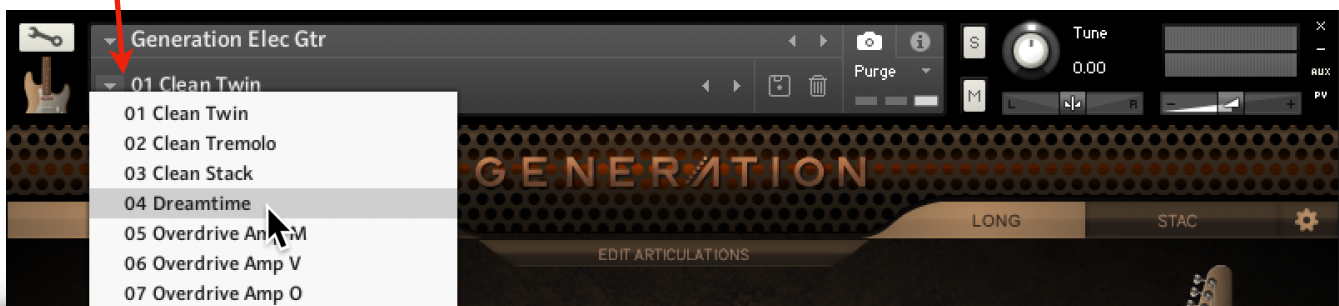 Generation Elec Gtr
01 Clean Twin
Purge
S
M
Tune
0.00
L R
- +
X
-
AUX
PV
01 Clean Twin
02 Clean Tremolo
03 Clean Stack
04 Dreamtime
05 Overdrive Amp M
06 Overdrive Amp V
07 Overdrive Amp O
GENERATION
LONG
STAC
EDIT ARTICULATIONS